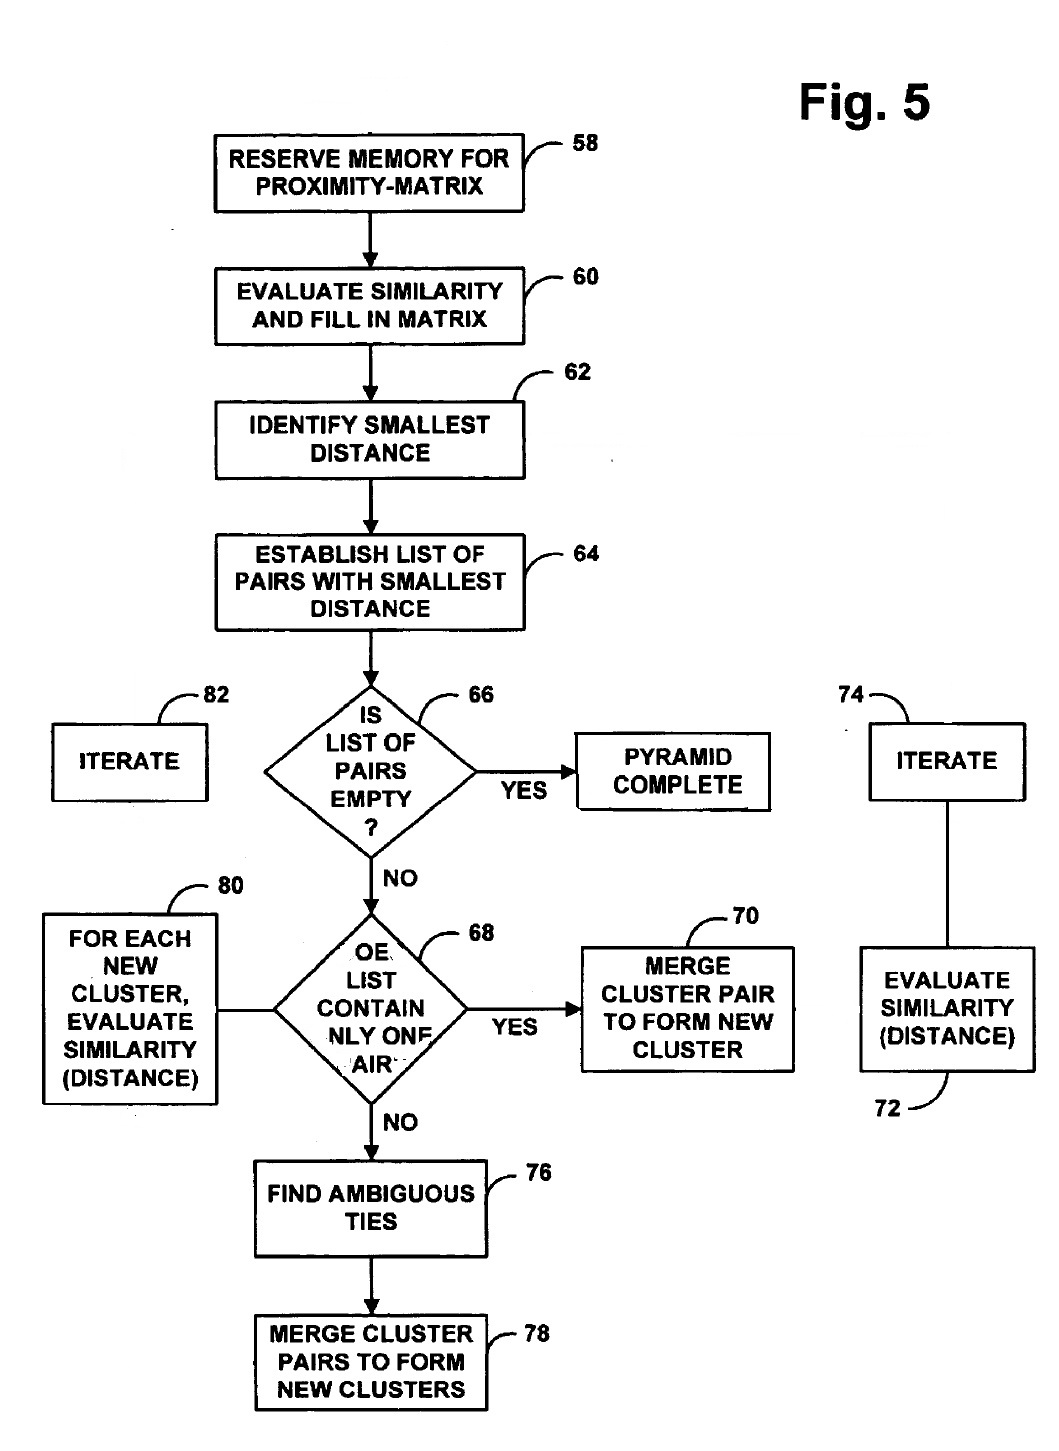 Fig. 5
58
RESERVE MEMORY FOR
PROXIMITY-MATRIX
60
EVALUATE SIMILARITY
AND FILL IN MATRIX
62
IDENTIFY SMALLEST
DISTANCE
64
ESTABLISH LIST OF
PAIRS WITH SMALLEST
DISTANCE
82
ITERATE
66
IS
LIST OF
PAIRS
EMPTY
?
YES
PYRAMID
COMPLETE
74
ITERATE
NO
80
FOR EACH
NEW
CLUSTER,
EVALUATE
SIMILARITY
(DISTANCE)
68
LIST
CONTAIN
YES
70
MERGE
CLUSTER PAIR
TO FORM NEW
CLUSTER
EVALUATE
SIMILARITY
(DISTANCE)
72
NO
76
FIND AMBIGUOUS
TIES
78
MERGE CLUSTER
PAIRS TO FORM
NEW CLUSTERS